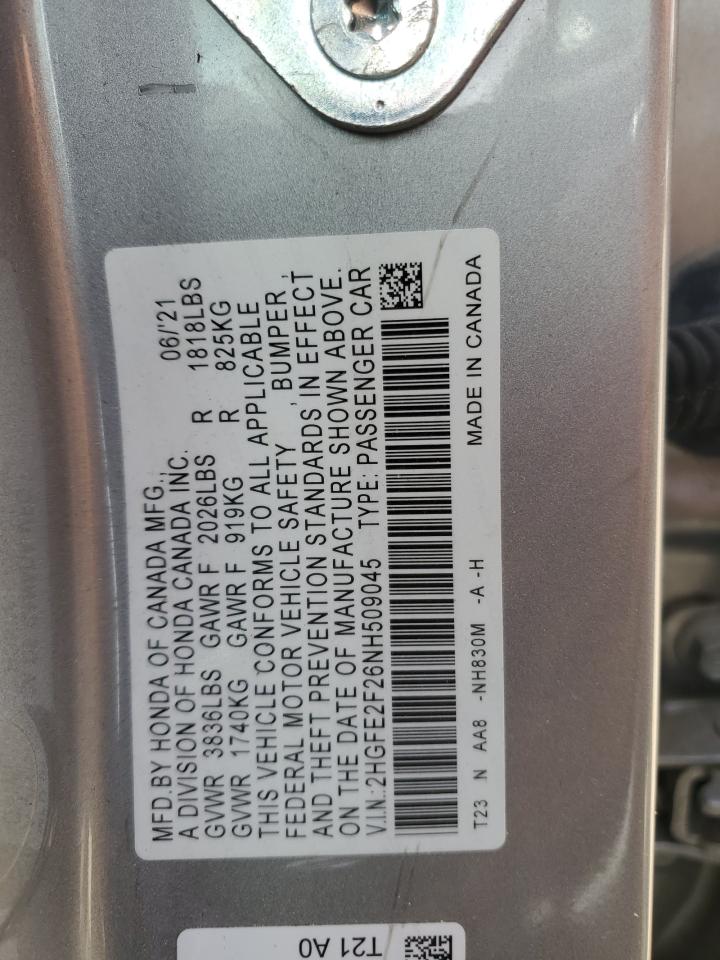 MFD.BY HONDA OF CANADA MFG., 06/'21
A DIVISION OF HONDA CANADA INC.
GVWR 3836LBS GAWR F 2026LBS R 1818LBS
GVWR 1740KG GAWR F 919KG R 825KG
THIS VEHICLE CONFORMS TO ALL APPLICABLE
FEDERAL MOTOR VEHICLE SAFETY , BUMPER ,
AND THEFT PREVENTION STANDARDS IN EFFECT
ON THE DATE OF MANUFACTURE SHOWN ABOVE.
V.I.N.:2HGFE2F26NH509045 TYPE: PASSENGER CAR
T23 N AA8 -NH830M -A -H MADE IN CANADA
T21 A0